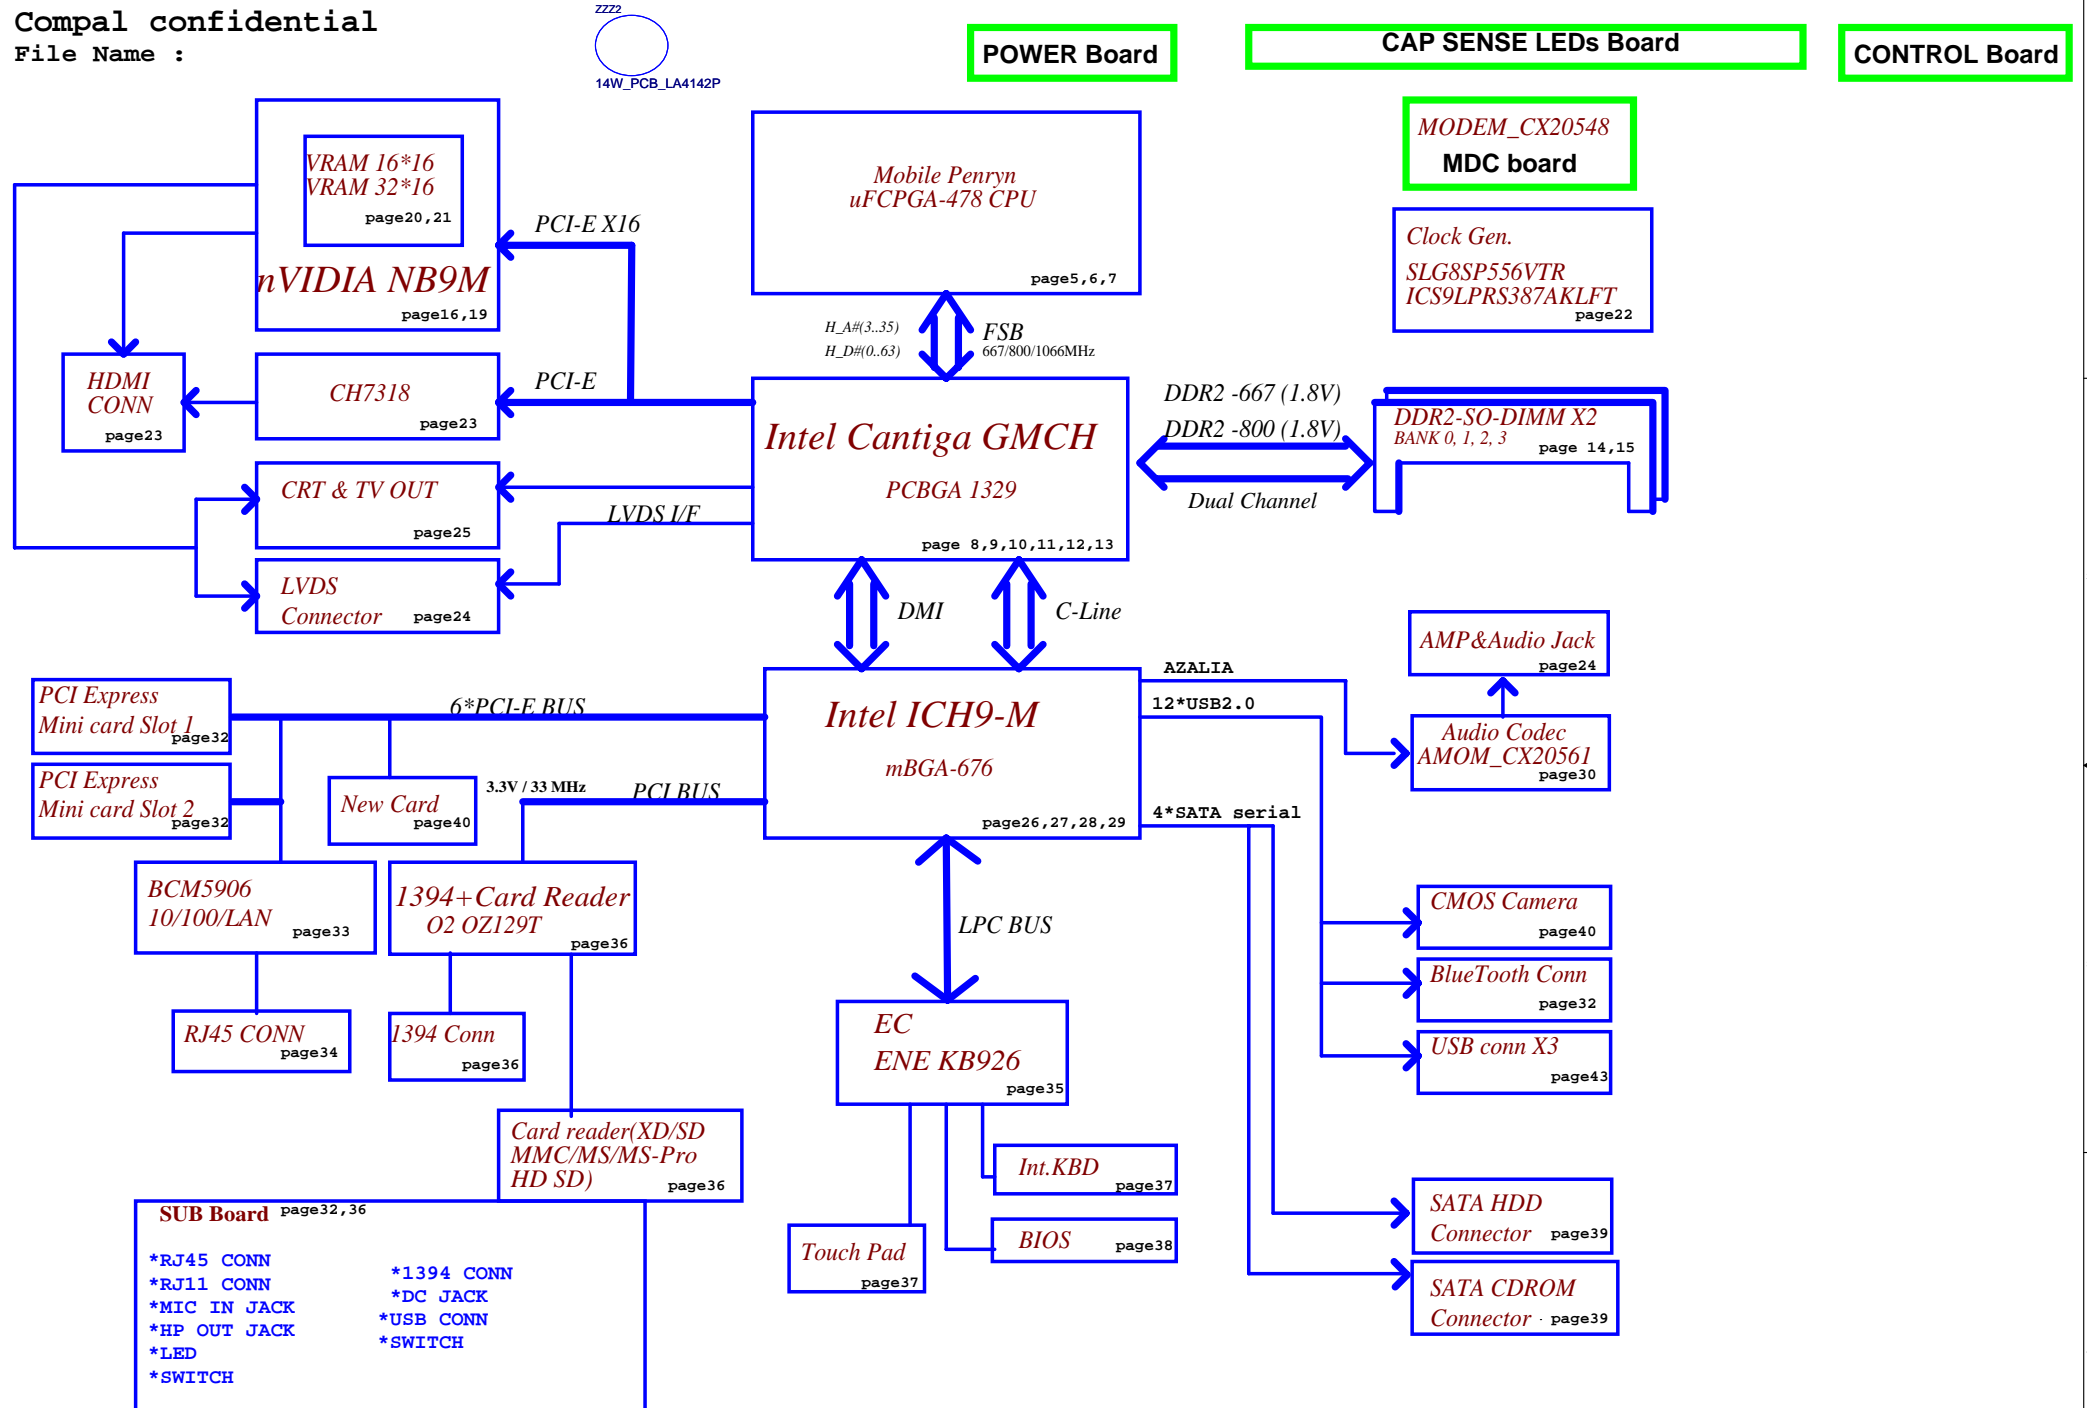 Compal confidential
File Name :
ZZZ2
14W_PCB_LA4142P
POWER Board
CAP SENSE LEDs Board
CONTROL Board
MODEM_CX20548
MDC board
VRAM 16*16
VRAM 32*16
page20,21
nVIDIA NB9M
page16,19
PCI-E X16
Mobile Penryn
uFCPGA-478 CPU
page5,6,7
Clock Gen.
SLG8SP556VTR
ICS9LPRS387AKLFT
page22
H_A#(3..35)
H_D#(0..63)
FSB
667/800/1066MHz
HDMI
CONN
page23
CH7318
page23
PCI-E
Intel Cantiga GMCH
PCBGA 1329
page 8,9,10,11,12,13
DDR2 -667 (1.8V)
DDR2 -800 (1.8V)
Dual Channel
DDR2-SO-DIMM X2
BANK 0, 1, 2, 3
page 14,15
CRT & TV OUT
page25
LVDS I/F
LVDS
Connector
page24
DMI
C-Line
AMP&Audio Jack
page24
Audio Codec
AMOM_CX20561
page30
PCI Express
Mini card Slot 1
page32
PCI Express
Mini card Slot 2
page32
6*PCI-E BUS
New Card
page40
3.3V / 33 MHz
PCI BUS
Intel ICH9-M
mBGA-676
page26,27,28,29
AZALIA
12*USB2.0
4*SATA serial
BCM5906
10/100/LAN
page33
1394+Card Reader
O2 OZ129T
page36
LPC BUS
CMOS Camera
page40
BlueTooth Conn
page32
USB conn X3
page43
RJ45 CONN
page34
1394 Conn
page36
EC
ENE KB926
page35
Card reader(XD/SD
MMC/MS/MS-Pro
HD SD)
page36
Int.KBD
page37
BIOS
page38
Touch Pad
page37
SATA HDD
Connector
page39
SATA CDROM
Connector
page39
SUB Board page32,36
*RJ45 CONN
*RJ11 CONN
*MIC IN JACK
*HP OUT JACK
*LED
*SWITCH
*1394 CONN
*DC JACK
*USB CONN
*SWITCH